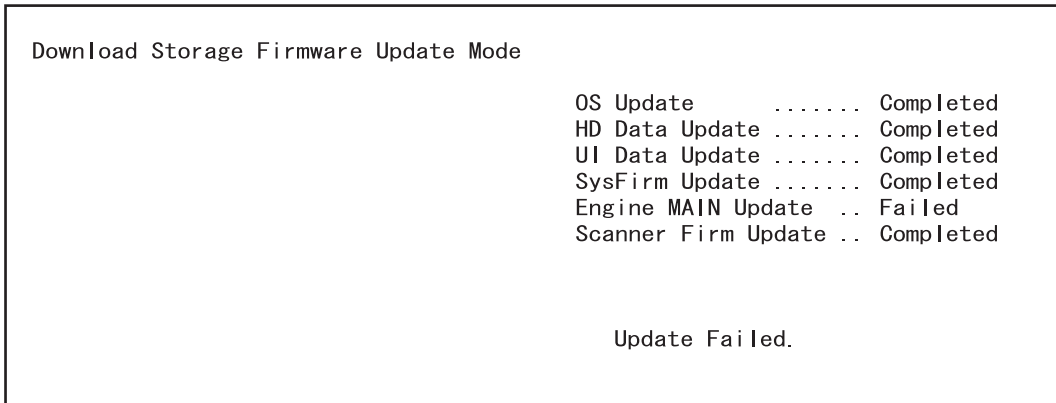 Download Storage Firmware Update Mode
OS Update ....... Completed
HD Data Update ....... Completed
UI Data Update ....... Completed
SysFirm Update ....... Completed
Engine MAIN Update .. Failed
Scanner Firm Update .. Completed
Update Failed.